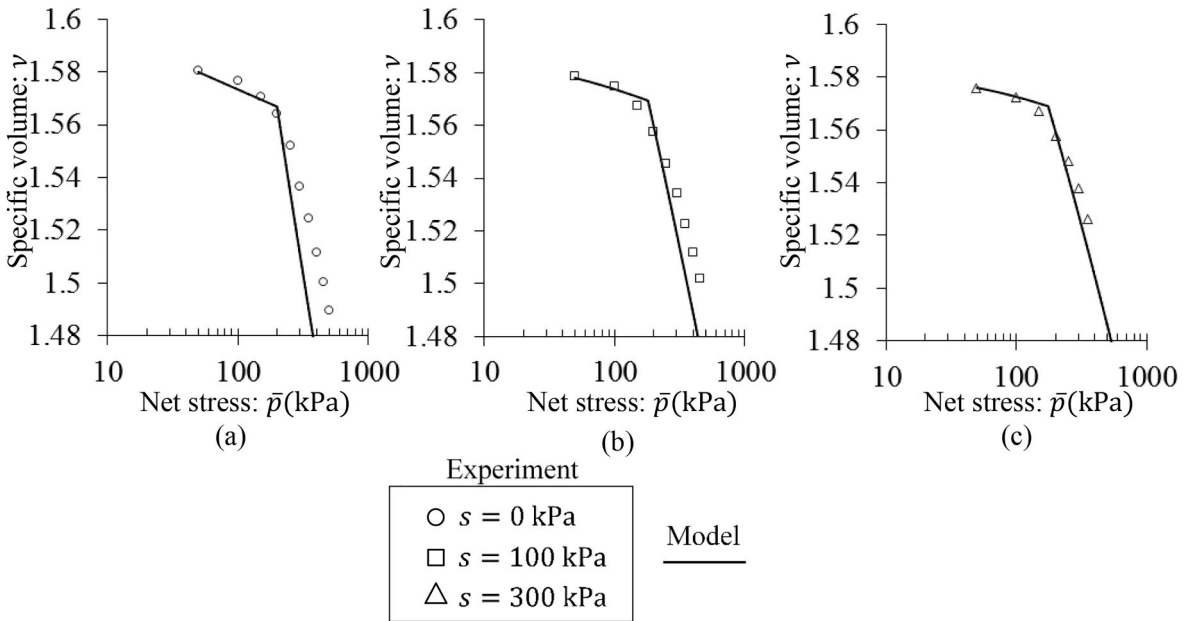 Specific volume: ν
1.6
1.58
1.56
1.54
1.52
1.5
1.48
10
100
1000
Net stress: p̄(kPa)
(a)
Specific volume: ν
1.6
1.58
1.56
1.54
1.52
1.5
1.48
10
100
1000
Net stress: p̄(kPa)
(b)
Specific volume: ν
1.6
1.58
1.56
1.54
1.52
1.5
1.48
10
100
1000
Net stress: p̄(kPa)
(c)
Experiment
s = 0 kPa
s = 100 kPa
s = 300 kPa
Model